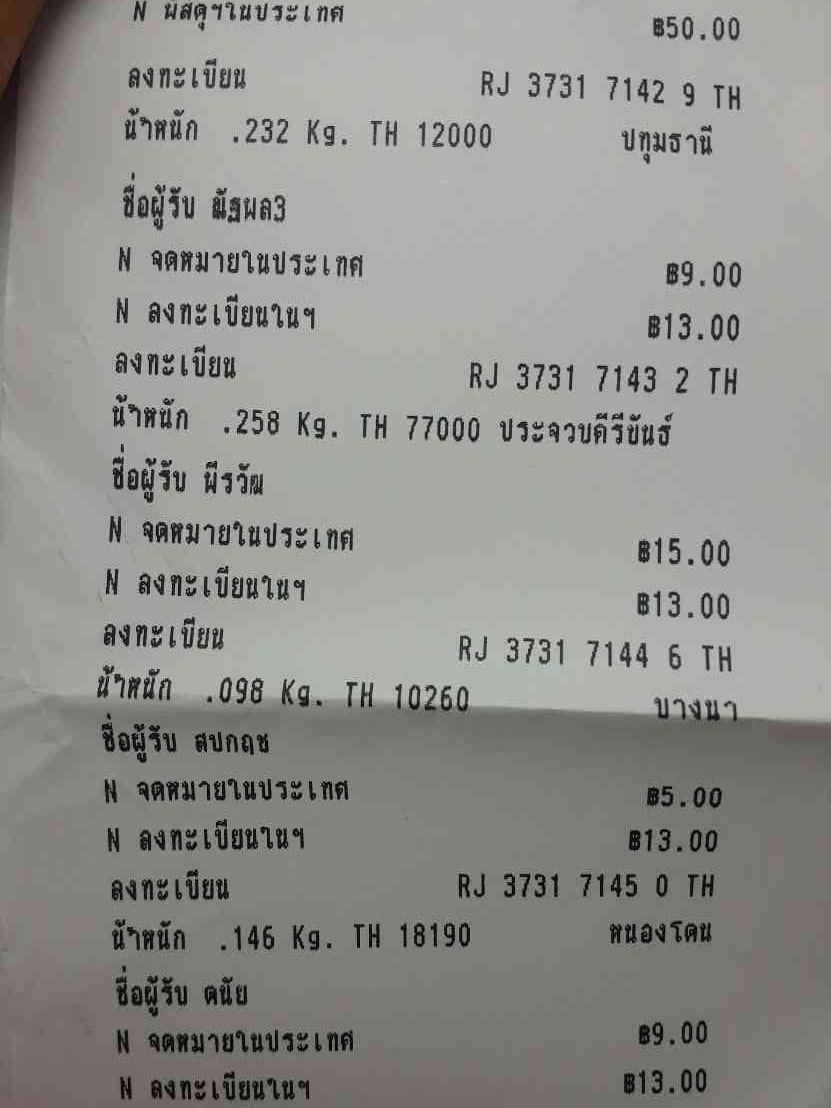 N พัสดุฯในประเทศ ฿50.00
ลงทะเบียน RJ 3731 7142 9 TH
น้ำหนัก .232 Kg. TH 12000 ปทุมธานี
ชื่อผู้รับ ณัฐผล3
N จดหมายในประเทศ ฿9.00
N ลงทะเบียนในฯ ฿13.00
ลงทะเบียน RJ 3731 7143 2 TH
น้ำหนัก .258 Kg. TH 77000 ประจวบคีรีขันธ์
ชื่อผู้รับ พีรวัฒ
N จดหมายในประเทศ ฿15.00
N ลงทะเบียนในฯ ฿13.00
ลงทะเบียน RJ 3731 7144 6 TH
น้ำหนัก .098 Kg. TH 10260 บางนา
ชื่อผู้รับ สบกฤช
N จดหมายในประเทศ ฿5.00
N ลงทะเบียนในฯ ฿13.00
ลงทะเบียน RJ 3731 7145 0 TH
น้ำหนัก .146 Kg. TH 18190 หนองโดน
ชื่อผู้รับ ดนัย
N จดหมายในประเทศ ฿9.00
N ลงทะเบียนในฯ ฿13.00